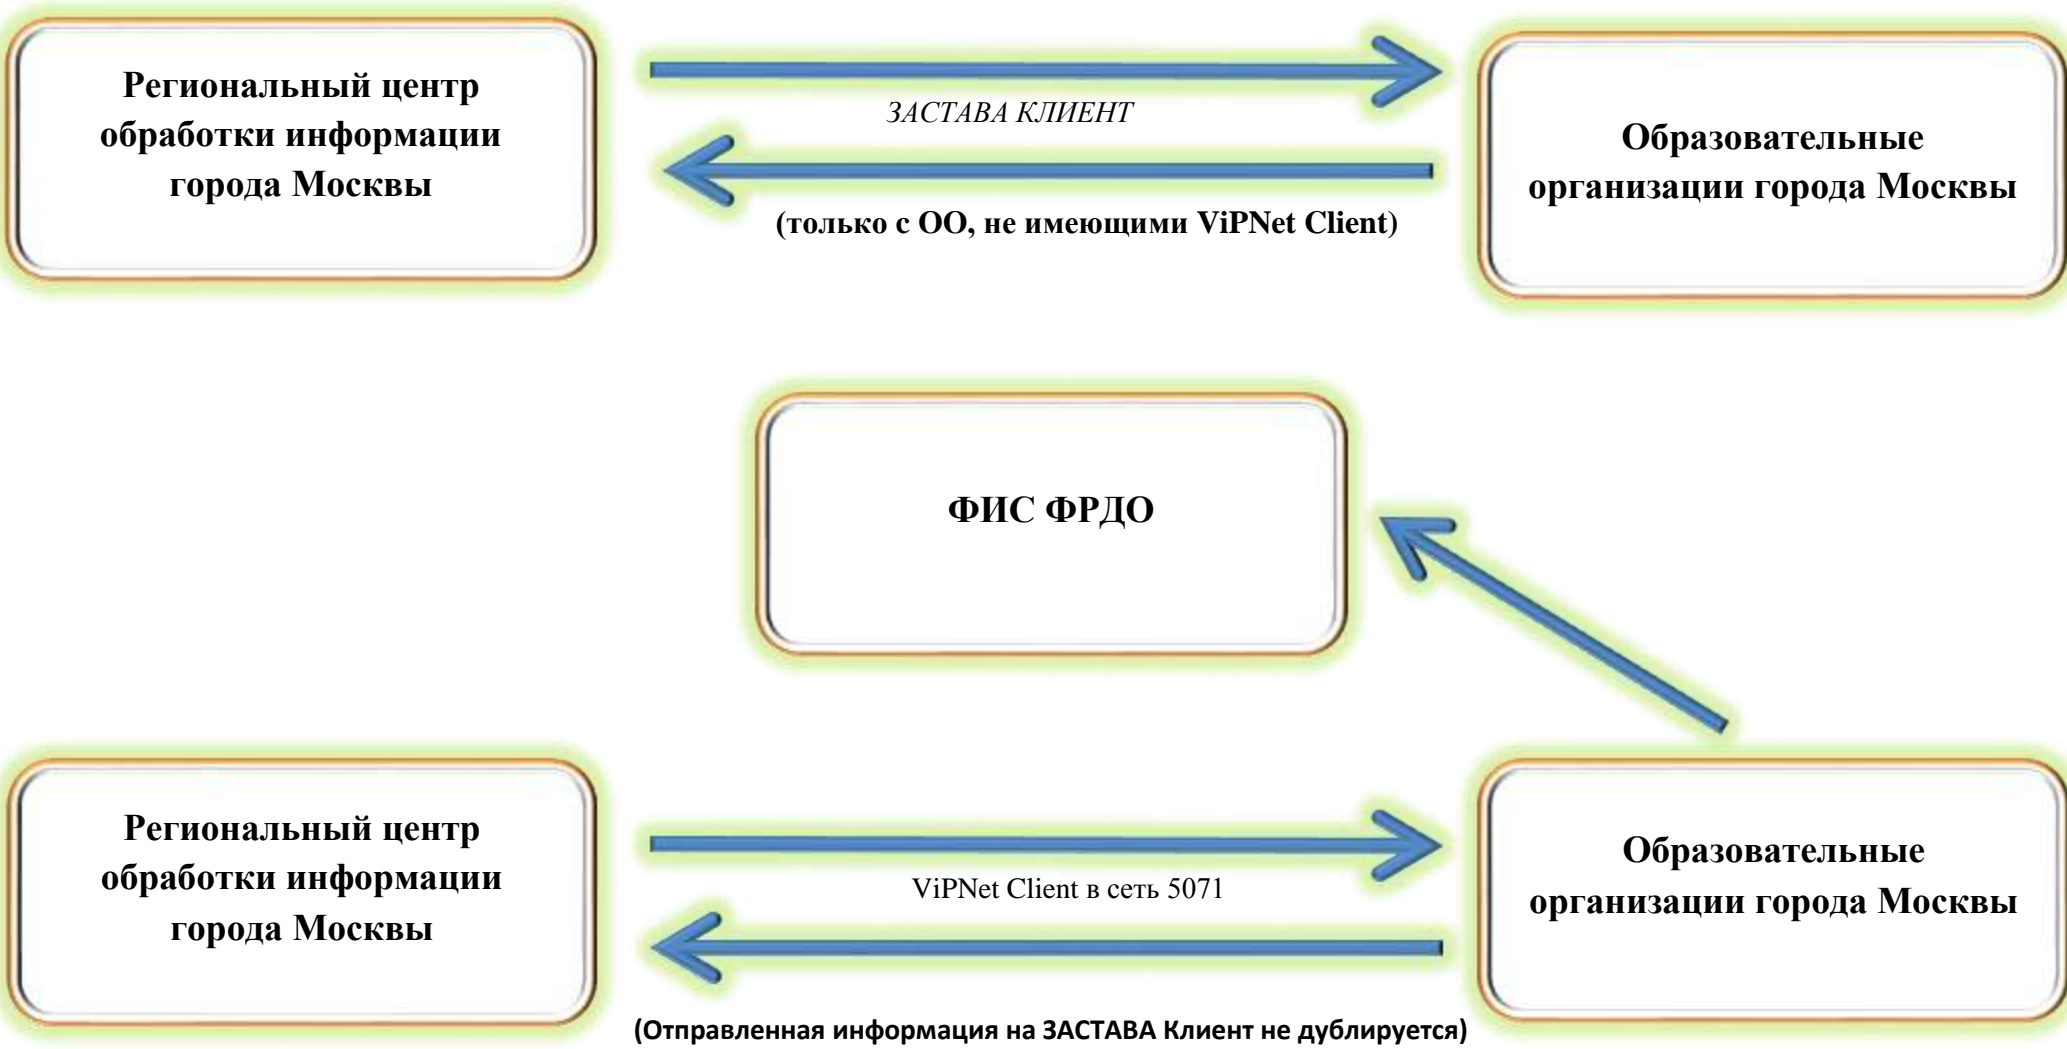 Региональный центр
обработки информации
города Москвы
ЗАСТАВА КЛИЕНТ
(только с ОО, не имеющими ViPNet Client)
Образовательные
организации города Москвы
ФИС ФРДО
Региональный центр
обработки информации
города Москвы
ViPNet Client в сеть 5071
(Отправленная информация на ЗАСТАВА Клиент не дублируется)
Образовательные
организации города Москвы